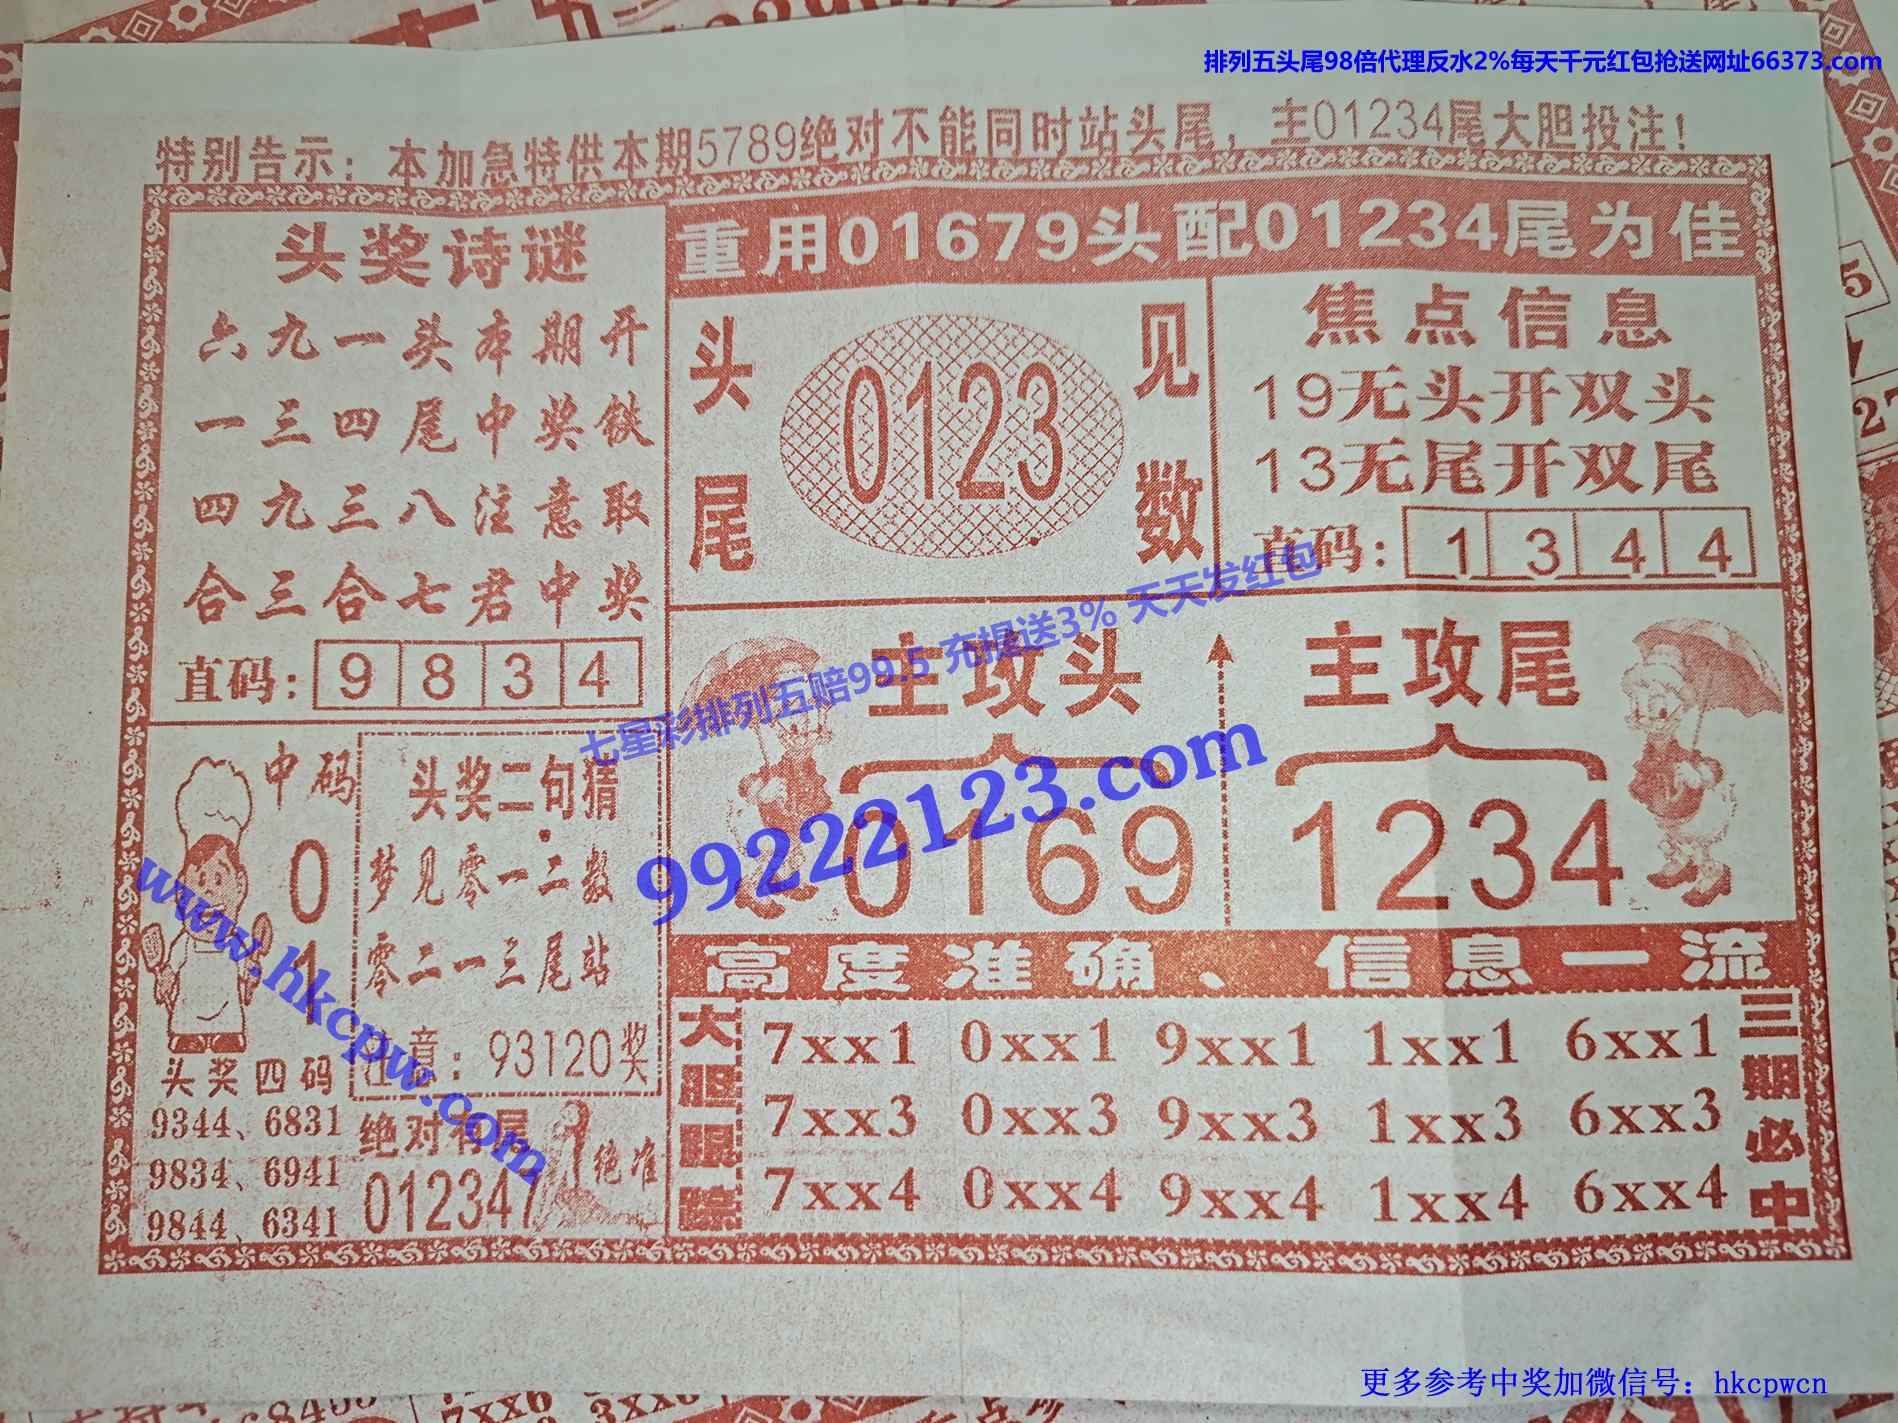 排列五头尾98倍代理反水2%每天千元红包抢送网址66373.com
特别告示：本加急特供本期5789绝对不能同时站头尾，主01234尾大胆投注！
头奖诗谜
六九一头本期开
一三四尾中奖铁
四九三八注意取
合三合七君中奖
直码：9834
重用01679头配01234尾为佳
头尾
0123
见数
焦点信息
19无头开双头
13无尾开双尾
直码：1344
七星彩排列五赔99.5 充提送3% 天天发红包
99222123.com
主攻头
0169
主攻尾
1234
中码
0
1
头奖四码
9344、6831
9834、6941
9844、6341
头奖二句猜
梦见零一二数
零二一三尾站
注意：93120奖
绝对有尾
012347
绝准
www.hkcpw.com
高度准确、信息一流
大胆跟踪
7xx1 0xx1 9xx1 1xx1 6xx1
7xx3 0xx3 9xx3 1xx3 6xx3
7xx4 0xx4 9xx4 1xx4 6xx4
三期必中
更多参考中奖加微信号：hkcpwcn